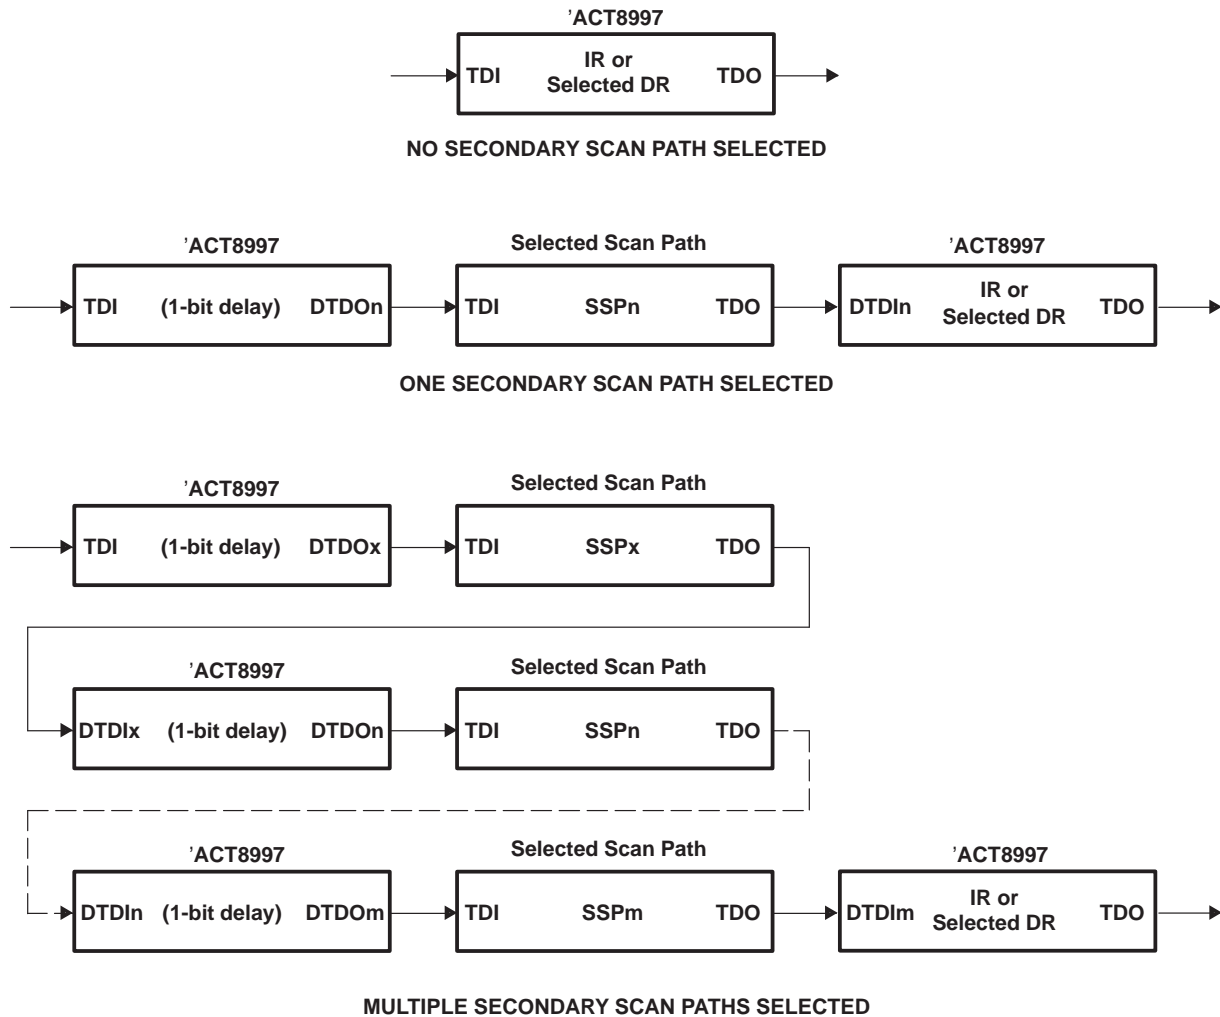 ’ACT8997
TDI IR or Selected DR TDO
NO SECONDARY SCAN PATH SELECTED
’ACT8997 Selected Scan Path ’ACT8997
TDI (1-bit delay) DTDOn TDI SSPn TDO DTDIn IR or Selected DR TDO
ONE SECONDARY SCAN PATH SELECTED
’ACT8997 Selected Scan Path
TDI (1-bit delay) DTDOx TDI SSPx TDO
’ACT8997 Selected Scan Path
DTDIx (1-bit delay) DTDOn TDI SSPn TDO
’ACT8997 Selected Scan Path ’ACT8997
DTDIn (1-bit delay) DTDOm TDI SSPm TDO DTDIm IR or Selected DR TDO
MULTIPLE SECONDARY SCAN PATHS SELECTED